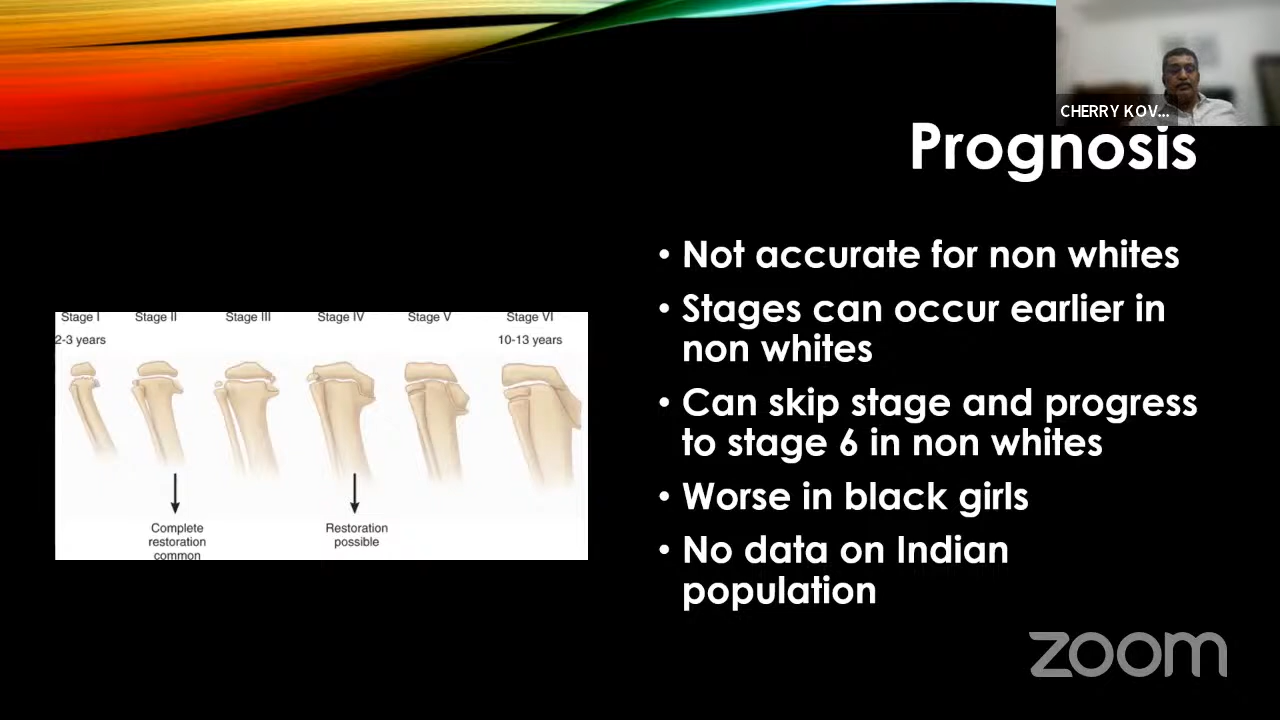 CHERRY KOV...
Prognosis
• Not accurate for non whites
• Stages can occur earlier in
non whites
• Can skip stage and progress
to stage 6 in non whites
• Worse in black girls
• No data on Indian
population
Stage I Stage II Stage III Stage IV Stage V Stage VI
2-3 years 10-13 years
Complete
restoration
common
Restoration
possible
zoom